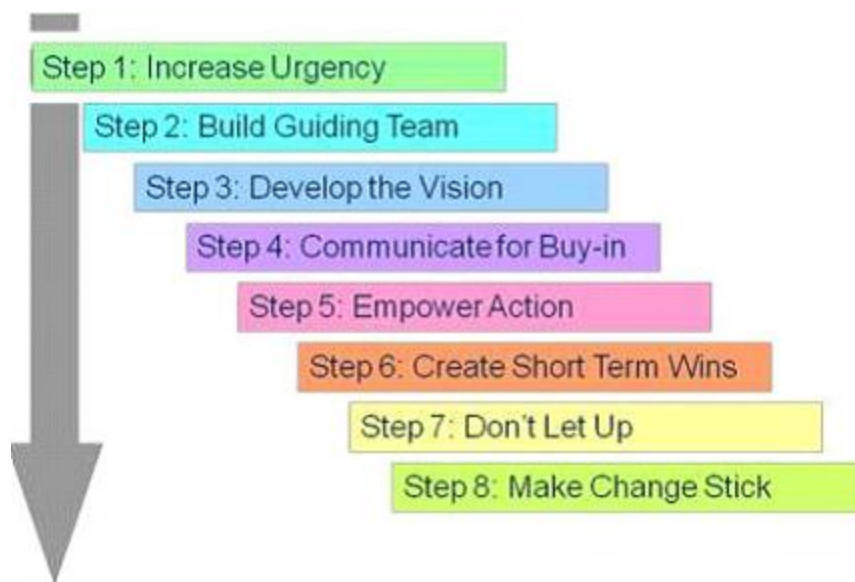 Step 1: Increase Urgency
Step 2: Build Guiding Team
Step 3: Develop the Vision
Step 4: Communicate for Buy-in
Step 5: Empower Action
Step 6: Create Short Term Wins
Step 7: Don't Let Up
Step 8: Make Change Stick